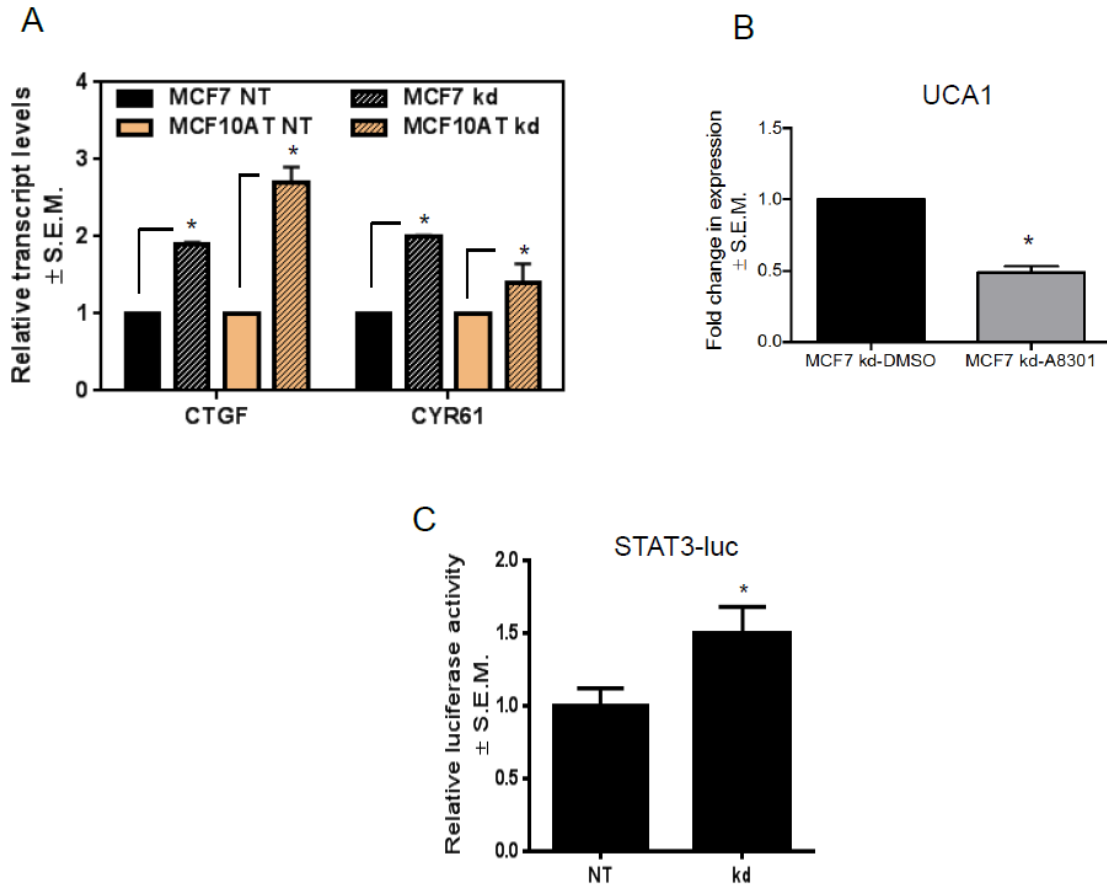 A
Relative transcript levels
± S.E.M.
4
3
2
1
0
MCF7 NT
MCF7 kd
MCF10AT NT
MCF10AT kd
*
*
*
*
CTGF
CYR61
B
UCA1
Fold change in expression
± S.E.M.
1.5
1.0
0.5
0.0
*
MCF7 kd-DMSO
MCF7 kd-A8301
C
STAT3-luc
Relative luciferase activity
± S.E.M.
2.0
1.5
1.0
0.5
0.0
*
NT
kd